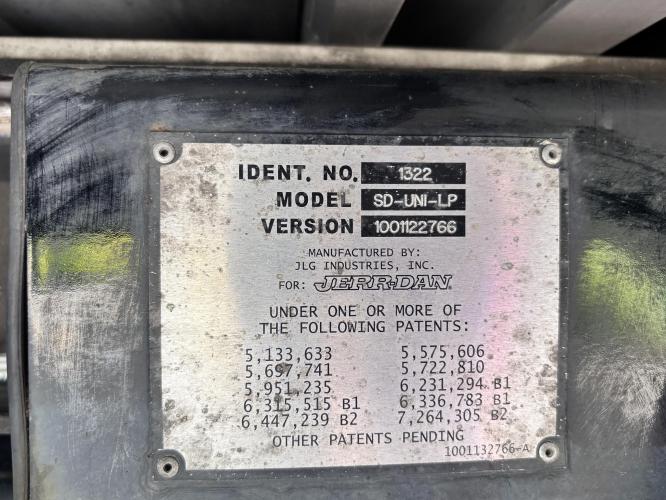 IDENT. NO. 1322
MODEL SD-UNI-LP
VERSION 1001122766
MANUFACTURED BY:
JLG INDUSTRIES, INC.
FOR: JERR-DAN
UNDER ONE OR MORE OF
THE FOLLOWING PATENTS:
5,133,633 5,575,606
5,697,741 5,722,810
5,951,235 6,231,294 B1
6,315,515 B1 6,336,783 B1
6,447,239 B2 7,264,305 B2
OTHER PATENTS PENDING
1001132766-A